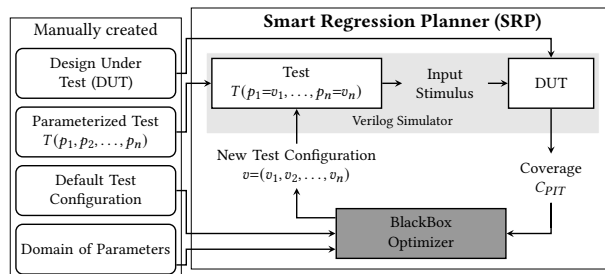 Manually created
Design Under
Test (DUT)
Parameterized Test
T(p₁, p₂, . . . , pₙ)
Default Test
Configuration
Domain of Parameters
Smart Regression Planner (SRP)
Test
T(p₁=v₁, . . . , pₙ=vₙ)
Input
Stimulus
DUT
Verilog Simulator
New Test Configuration
v=(v₁, v₂, . . . , vₙ)
Coverage
C_PIT
BlackBox
Optimizer